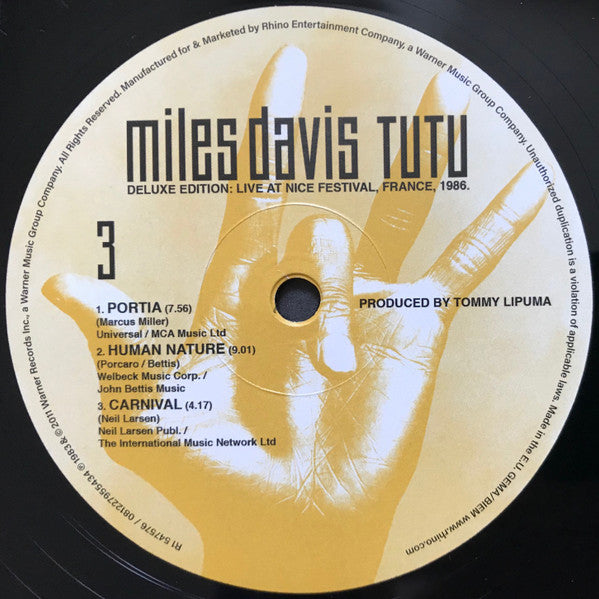 miles davis TUTU
DELUXE EDITION: LIVE AT NICE FESTIVAL, FRANCE, 1986.
3
1. PORTIA (7.56)
(Marcus Miller)
Universal / MCA Music Ltd
2. HUMAN NATURE (9.01)
(Porcaro / Bettis)
Welbeck Music Corp. /
John Bettis Music
3. CARNIVAL (4.17)
(Neil Larsen)
Neil Larsen Publ. /
The International Music Network Ltd
PRODUCED BY TOMMY LIPUMA
R1 547576 / 081227955434 ℗ 1983 & ℗ © 2011 Warner Records Inc., a Warner Music Group Company. All Rights Reserved. Manufactured for & Marketed by Rhino Entertainment Company, a Warner Music Group Company. Unauthorized duplication is a violation of applicable laws. Made in the E.U. GEMA/BIEM www.rhino.com